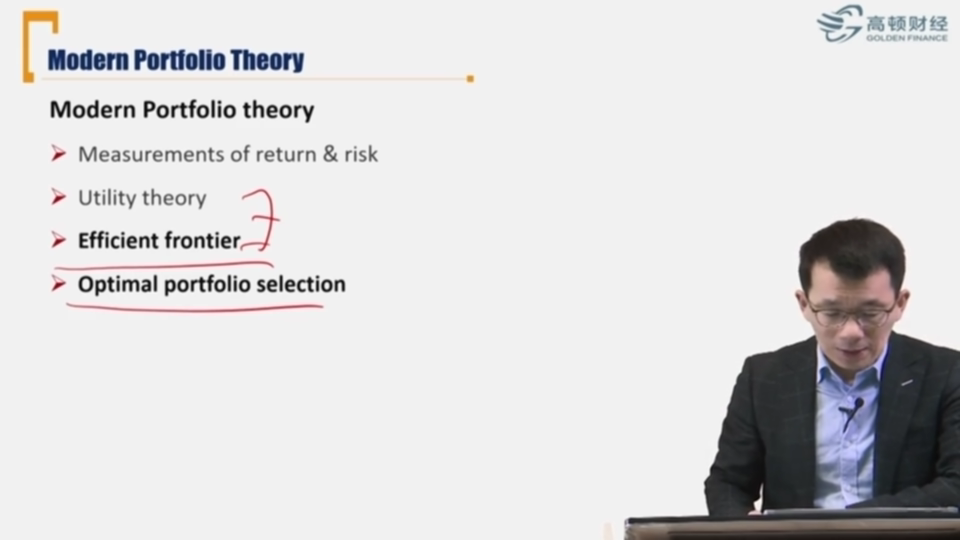 高顿财经
GOLDEN FINANCE
Modern Portfolio Theory
Modern Portfolio theory
Measurements of return & risk
Utility theory
Efficient frontier
Optimal portfolio selection